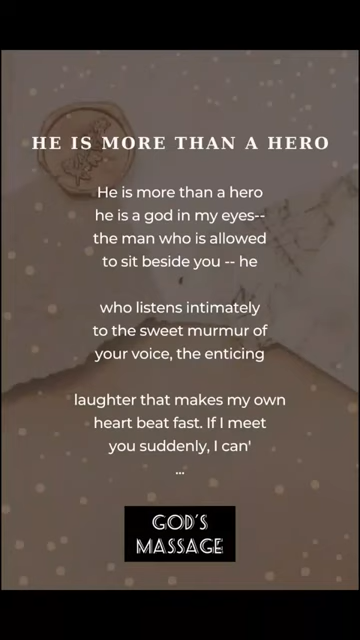 HE IS MORE THAN A HERO
He is more than a hero
he is a god in my eyes--
the man who is allowed
to sit beside you -- he
who listens intimately
to the sweet murmur of
your voice, the enticing
laughter that makes my own
heart beat fast. If I meet
you suddenly, I can'
...
GOD'S
MASSAGE